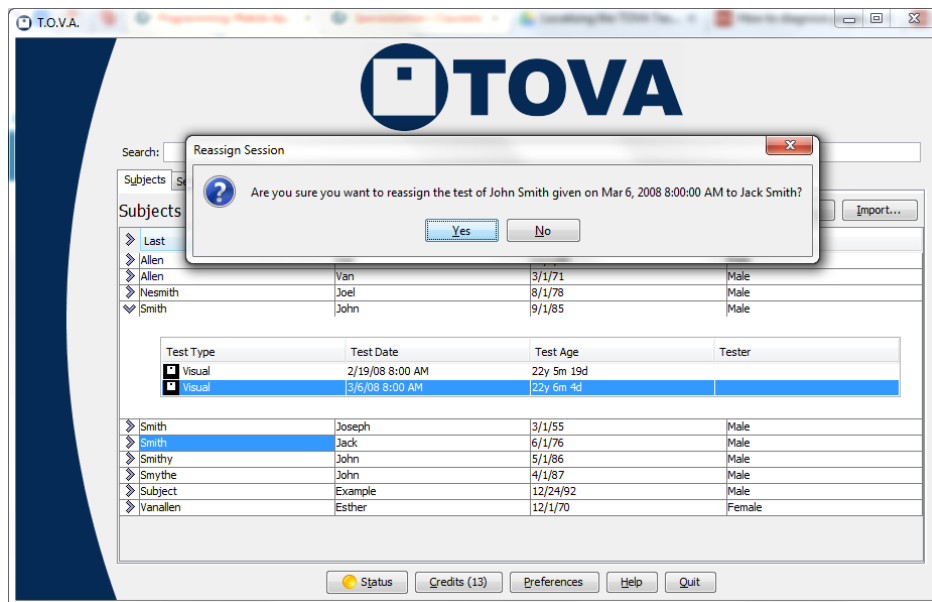 T.O.V.A.
TOVA
Search:
Reassign Session
Are you sure you want to reassign the test of John Smith given on Mar 6, 2008 8:00:00 AM to Jack Smith?
Yes No
Subjects
Subjects
Import...
Last
Allen
Allen Van 3/1/71 Male
Nesmith Joel 8/1/78 Male
Smith John 9/1/85 Male
Test Type Test Date Test Age Tester
Visual 2/19/08 8:00 AM 22y 5m 19d
Visual 3/6/08 8:00 AM 22y 6m 4d
Smith Joseph 3/1/55 Male
Smith Jack 6/1/76 Male
Smithy John 5/1/86 Male
Smythe John 4/1/87 Male
Subject Example 12/24/92 Male
Vanallen Esther 12/1/70 Female
Status Credits (13) Preferences Help Quit